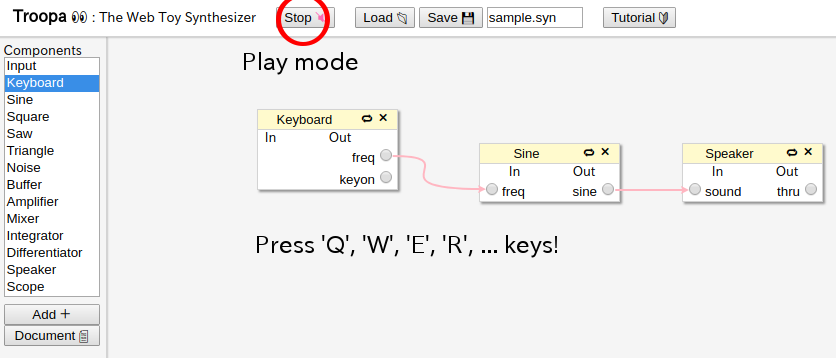 Troopa 👀 : The Web Toy Synthesizer
Stop
Load
Save
sample.syn
Tutorial
Components
Input
Keyboard
Sine
Square
Saw
Triangle
Noise
Buffer
Amplifier
Mixer
Integrator
Differentiator
Speaker
Scope
Add +
Document
Play mode
Keyboard
In Out
freq
keyon
Sine
In Out
freq sine
Speaker
In Out
sound thru
Press 'Q', 'W', 'E', 'R', ... keys!